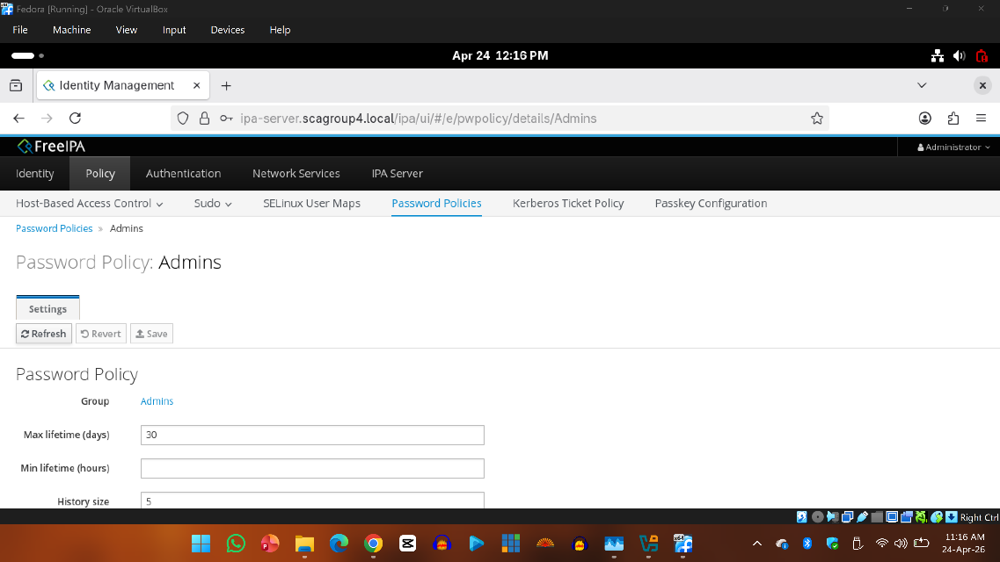 Fedora [Running] - Oracle VirtualBox
File Machine View Input Devices Help
Apr 24 12:16 PM
Identity Management
ipa-server.scagroup4.local/ipa/ui/#/e/pwpolicy/details/Admins
FreeIPA
Administrator
Identity Policy Authentication Network Services IPA Server
Host-Based Access Control Sudo SELinux User Maps Password Policies Kerberos Ticket Policy Passkey Configuration
Password Policies » Admins
Password Policy: Admins
Settings
Refresh Revert Save
Password Policy
Group Admins
Max lifetime (days) 30
Min lifetime (hours)
History size 5
Right Ctrl
11:16 AM
24-Apr-26